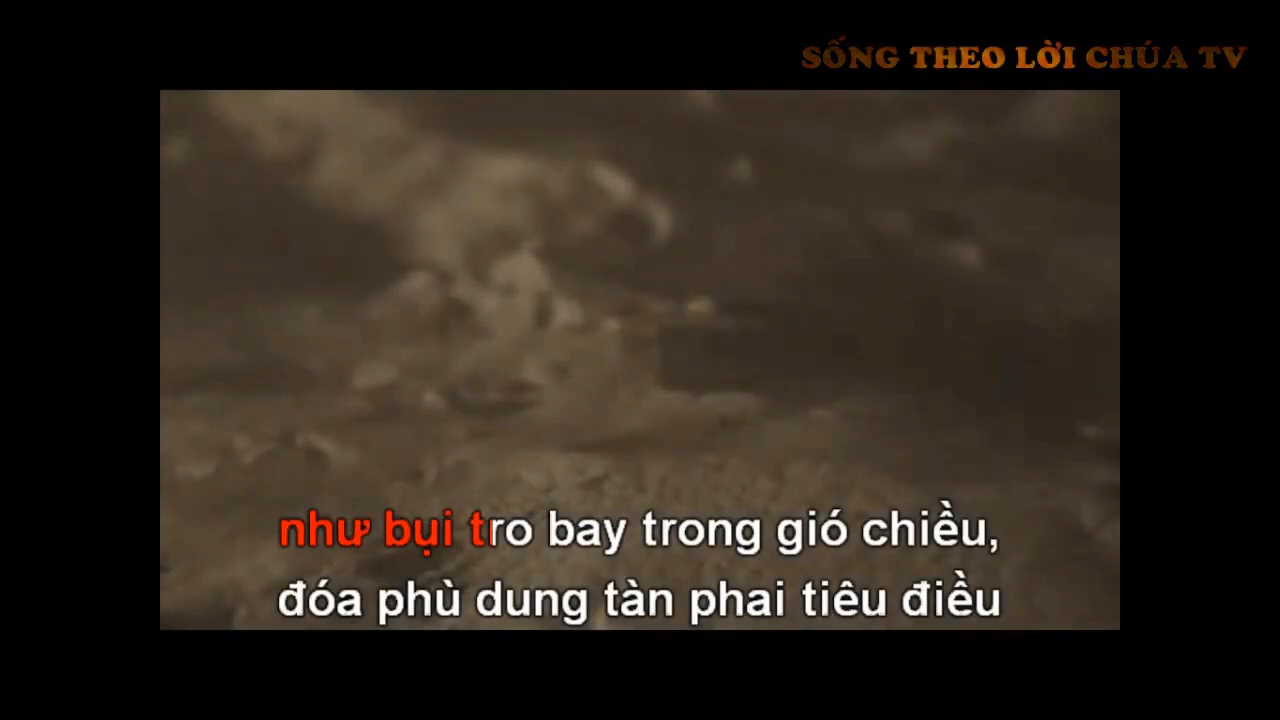 SỐNG THEO LỜI CHÚA TV
như bụi tro bay trong gió chiều,
đóa phù dung tàn phai tiêu điều